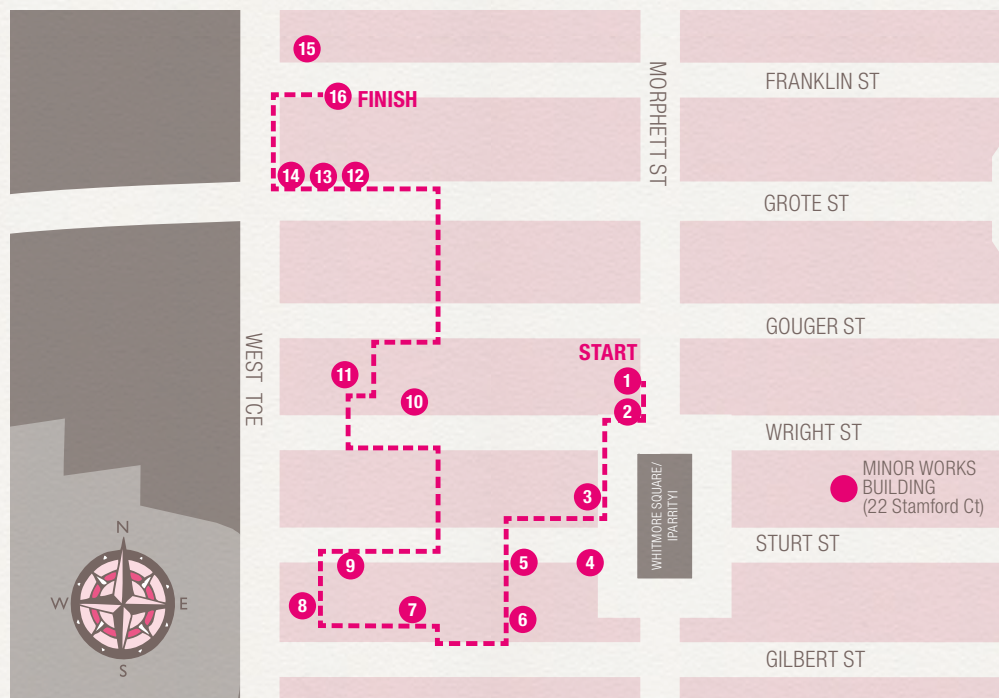 15
FRANKLIN ST
16 FINISH
MORPHETT ST
14 13 12
GROTE ST
GOUGER ST
WEST TCE
START
11
1
10
2
WRIGHT ST
MINOR WORKS
BUILDING
(22 Stamford Ct)
3
WHITMORE SQUARE/
IPARRITYI
STURT ST
N
W
E
S
9
5
4
8
7
6
GILBERT ST